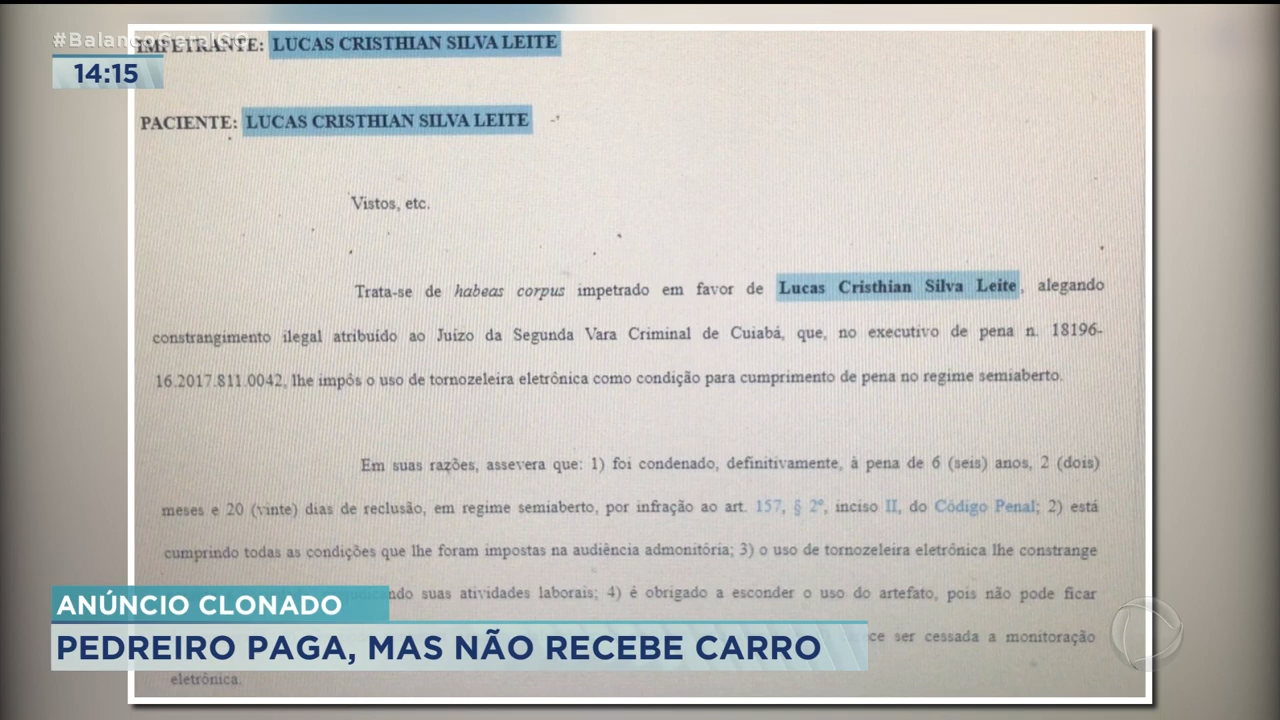 #BalançoGeralGO
14:15
IMPETRANTE: LUCAS CRISTHIAN SILVA LEITE
PACIENTE: LUCAS CRISTHIAN SILVA LEITE
Vistos, etc.
Trata-se de habeas corpus impetrado em favor de Lucas Cristhian Silva Leite, alegando
constrangimento ilegal atribuído ao Juízo da Segunda Vara Criminal de Cuiabá, que, no executivo de pena n. 18196-
16.2017.811.0042, lhe impôs o uso de tornozeleira eletrônica como condição para cumprimento de pena no regime semiaberto.
Em suas razões, assevera que: 1) foi condenado, definitivamente, à pena de 6 (seis) anos, 2 (dois)
meses e 20 (vinte) dias de reclusão, em regime semiaberto, por infração ao art. 157, § 2º, inciso II, do Código Penal; 2) está
cumprindo todas as condições que lhe foram impostas na audiência admonitória; 3) o uso de tornozeleira eletrônica lhe constrange
suas atividades laborais; 4) é obrigado a esconder o uso do artefato, pois não pode ficar
ser cessada a monitoração
eletrônica.
ANÚNCIO CLONADO
PEDREIRO PAGA, MAS NÃO RECEBE CARRO